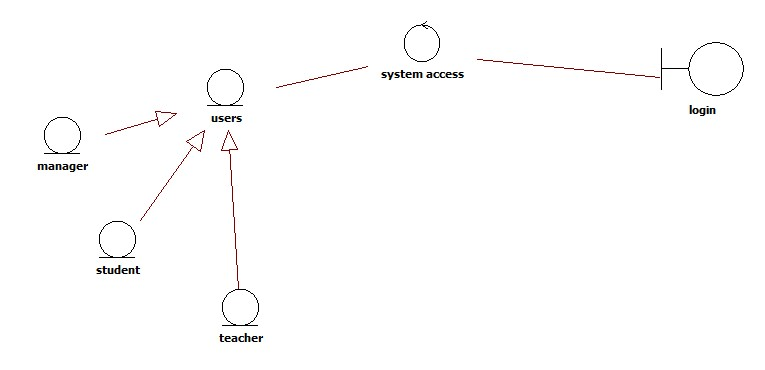 system access
login
users
manager
student
teacher